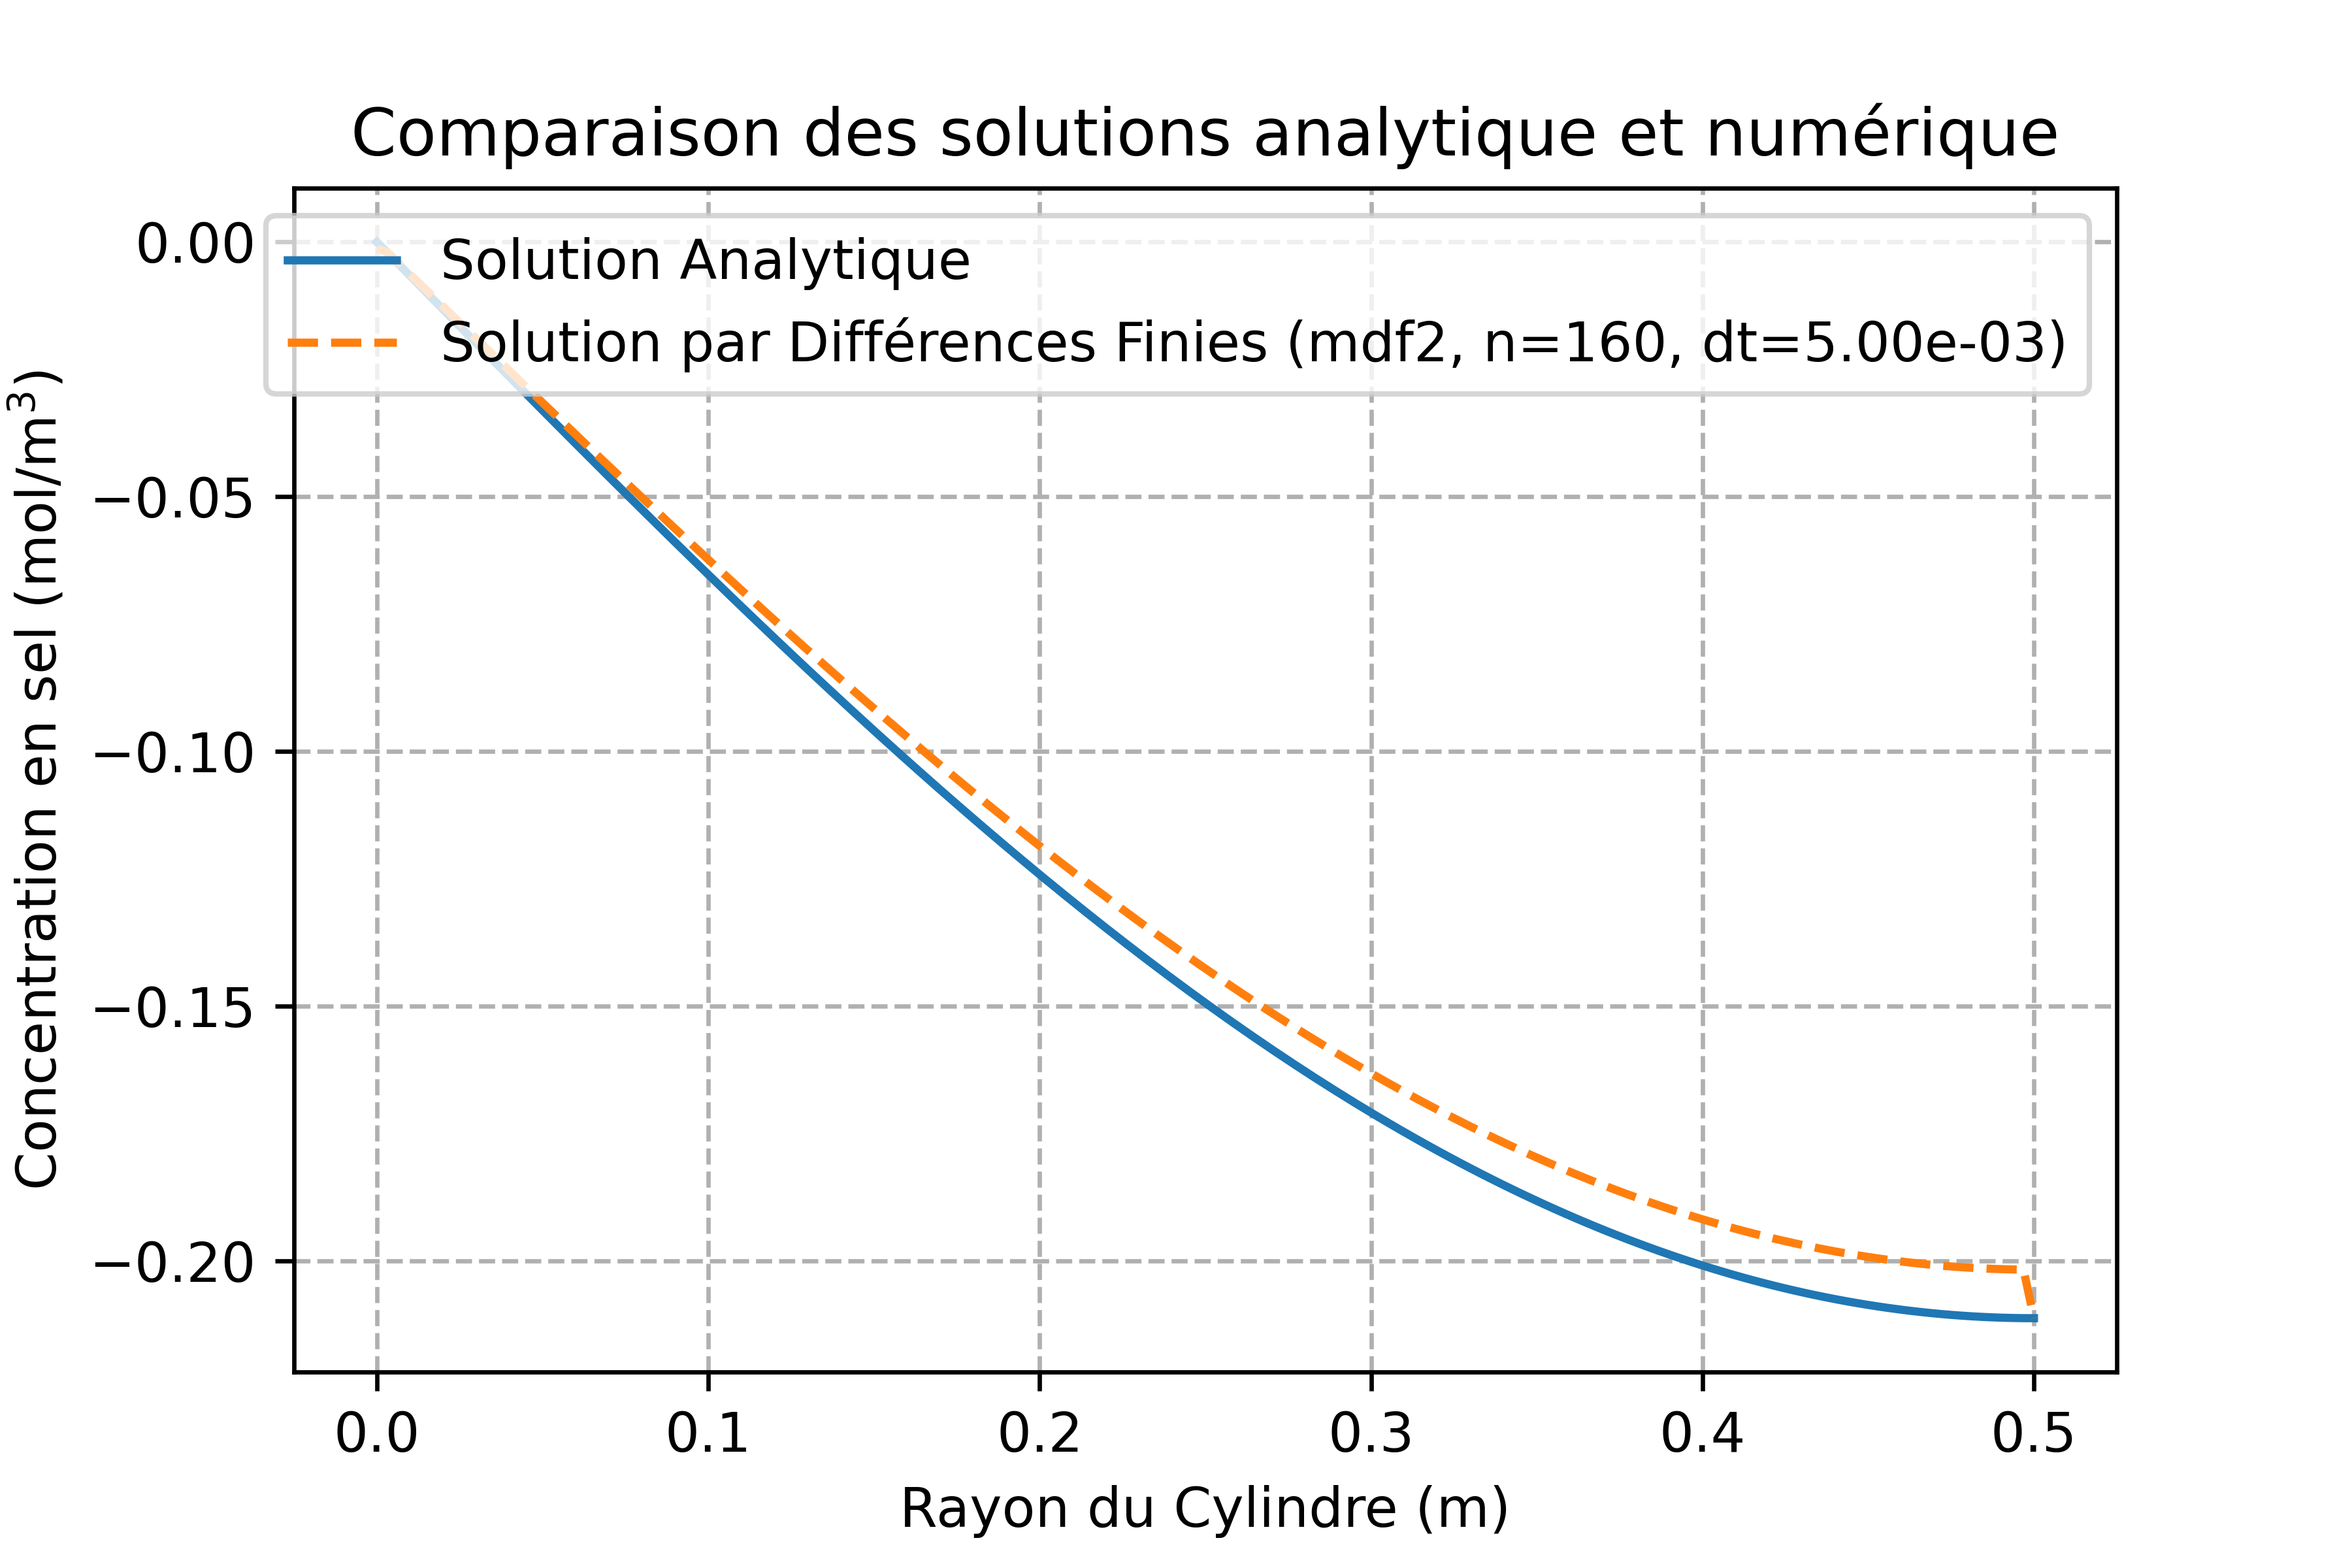 Comparaison des solutions analytique et numérique
Solution Analytique
Solution par Différences Finies (mdf2, n=160, dt=5.00e-03)
Concentration en sel (mol/m³)
0.00
−0.05
−0.10
−0.15
−0.20
0.0 0.1 0.2 0.3 0.4 0.5
Rayon du Cylindre (m)